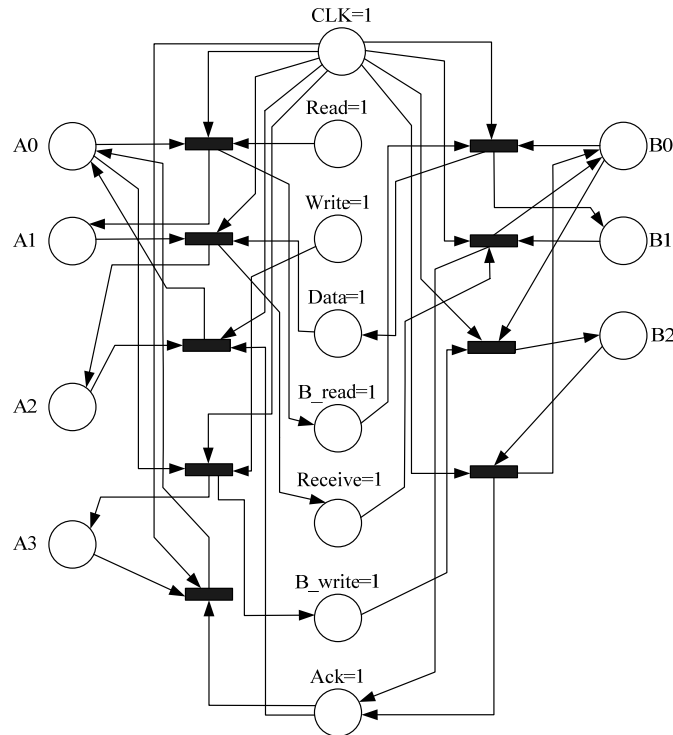 CLK=1
Read=1
A0
B0
Write=1
A1
B1
Data=1
B2
B_read=1
A2
Receive=1
A3
B_write=1
Ack=1